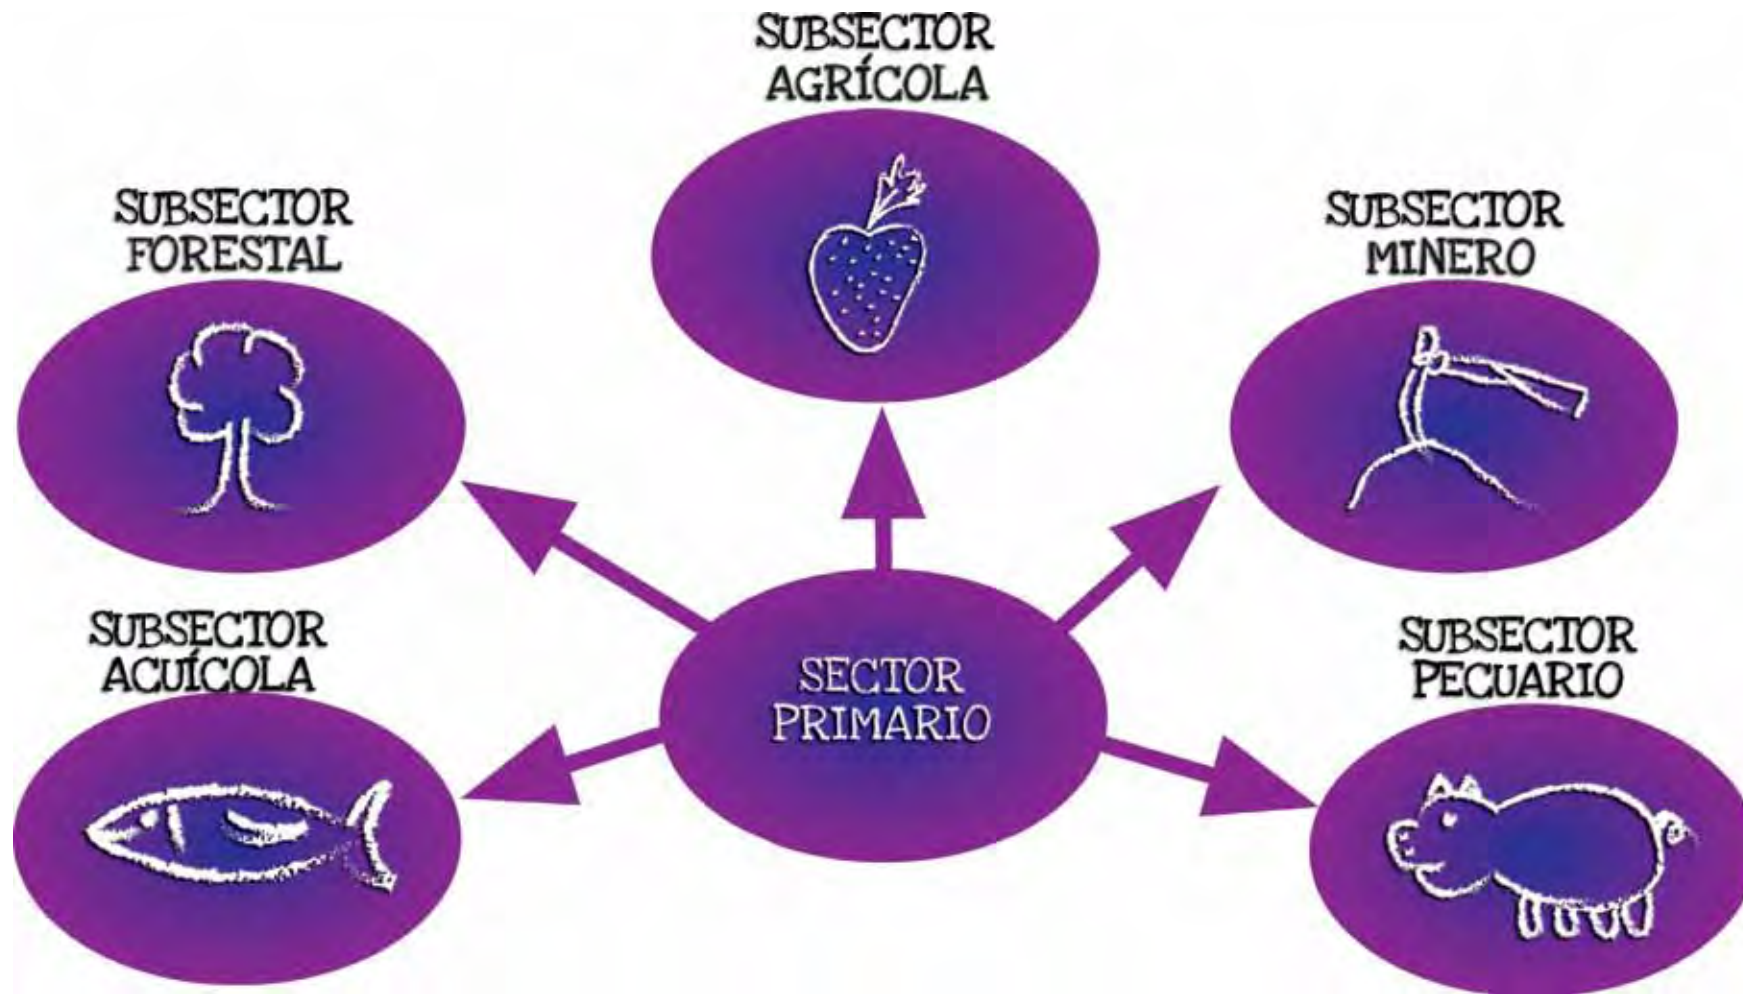 SUBSECTOR
AGRÍCOLA
SUBSECTOR
FORESTAL
SUBSECTOR
MINERO
SUBSECTOR
ACUÍCOLA
SECTOR
PRIMARIO
SUBSECTOR
PECUARIO